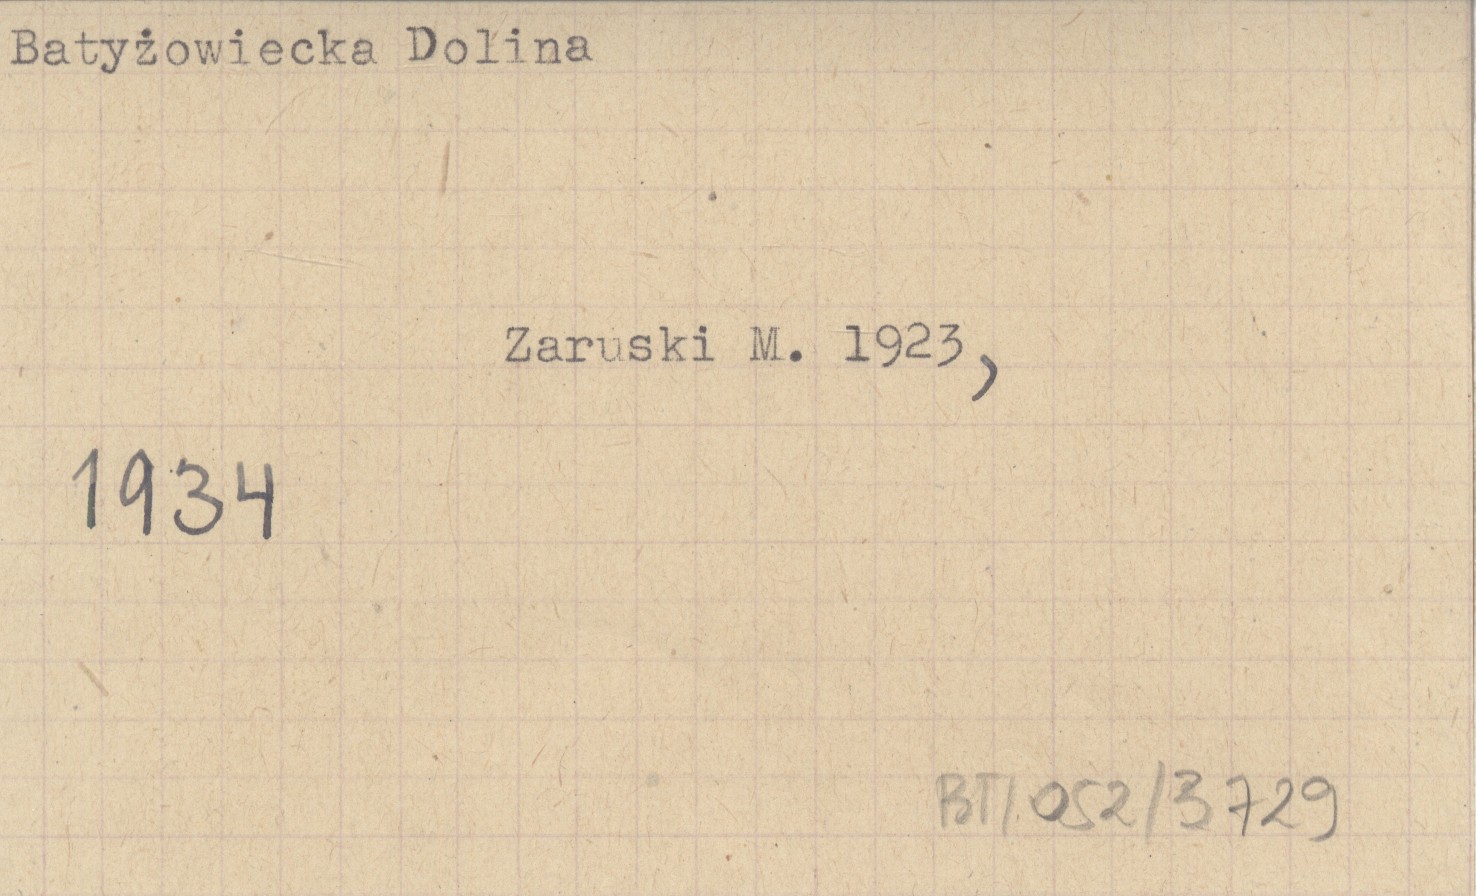 Batyżowiecka Dolina
Zaruski M. 1923,
1934
BT/. 052/3729